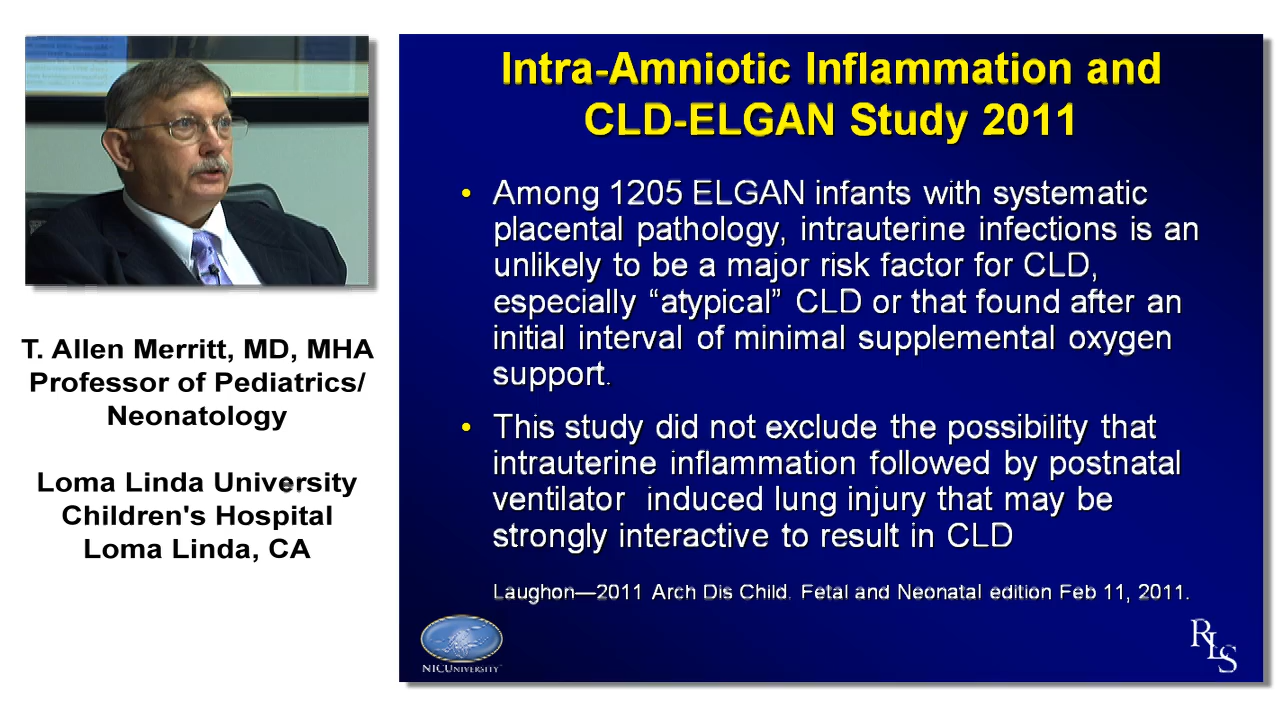 T. Allen Merritt, MD, MHA
Professor of Pediatrics/
Neonatology
Loma Linda University
Children's Hospital
Loma Linda, CA
Intra-Amniotic Inflammation and
CLD-ELGAN Study 2011
• Among 1205 ELGAN infants with systematic
placental pathology, intrauterine infections is an
unlikely to be a major risk factor for CLD,
especially “atypical” CLD or that found after an
initial interval of minimal supplemental oxygen
support.
• This study did not exclude the possibility that
intrauterine inflammation followed by postnatal
ventilator induced lung injury that may be
strongly interactive to result in CLD
Laughon—2011 Arch Dis Child. Fetal and Neonatal edition Feb 11, 2011.
NICUNIVERSITY
RLS